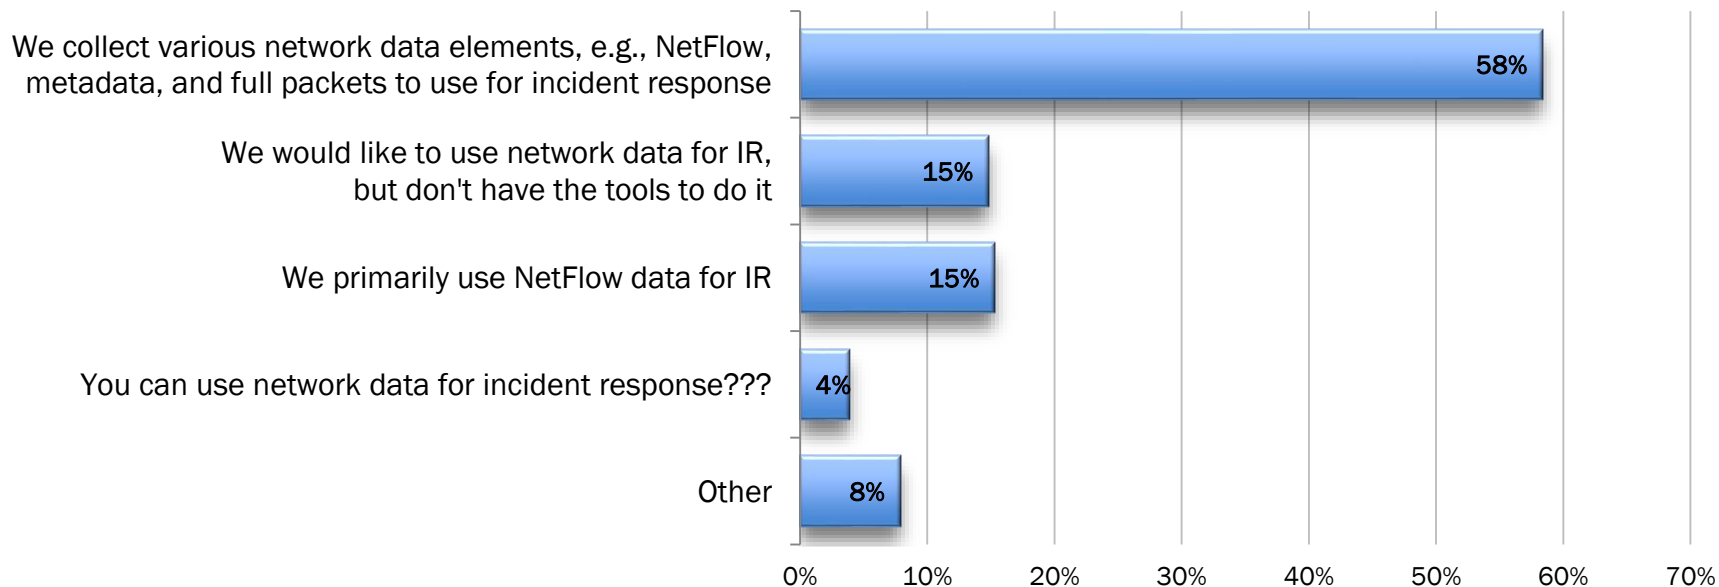 We collect various network data elements, e.g., NetFlow,
metadata, and full packets to use for incident response
58%
We would like to use network data for IR,
but don't have the tools to do it
15%
We primarily use NetFlow data for IR
15%
You can use network data for incident response???
4%
Other
8%
0% 10% 20% 30% 40% 50% 60% 70%